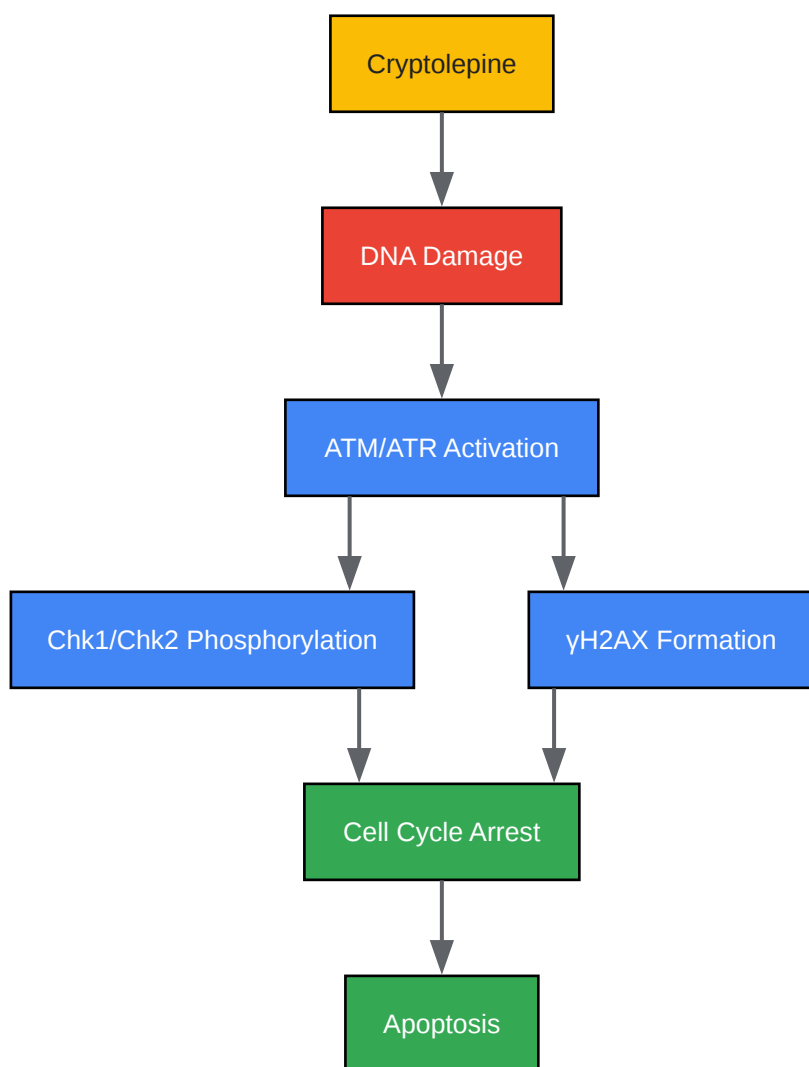 Cryptolepine
DNA Damage
ATM/ATR Activation
Chk1/Chk2 Phosphorylation
γH2AX Formation
Cell Cycle Arrest
Apoptosis